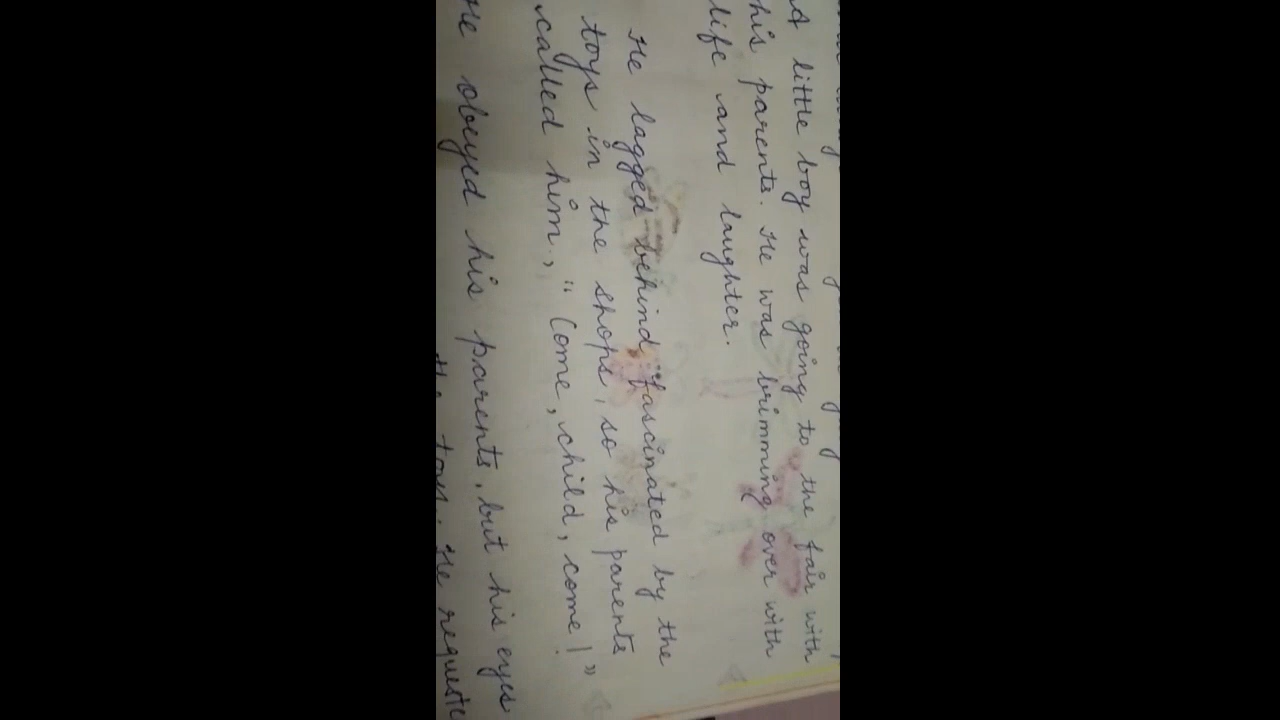 A little boy was going to the fair with
his parents. He was brimming over with
life and laughter.
He lagged behind, fascinated by the
toys in the shops, so his parents
called him, "Come, child, come!"
He obeyed his parents, but his eyes
toys. He